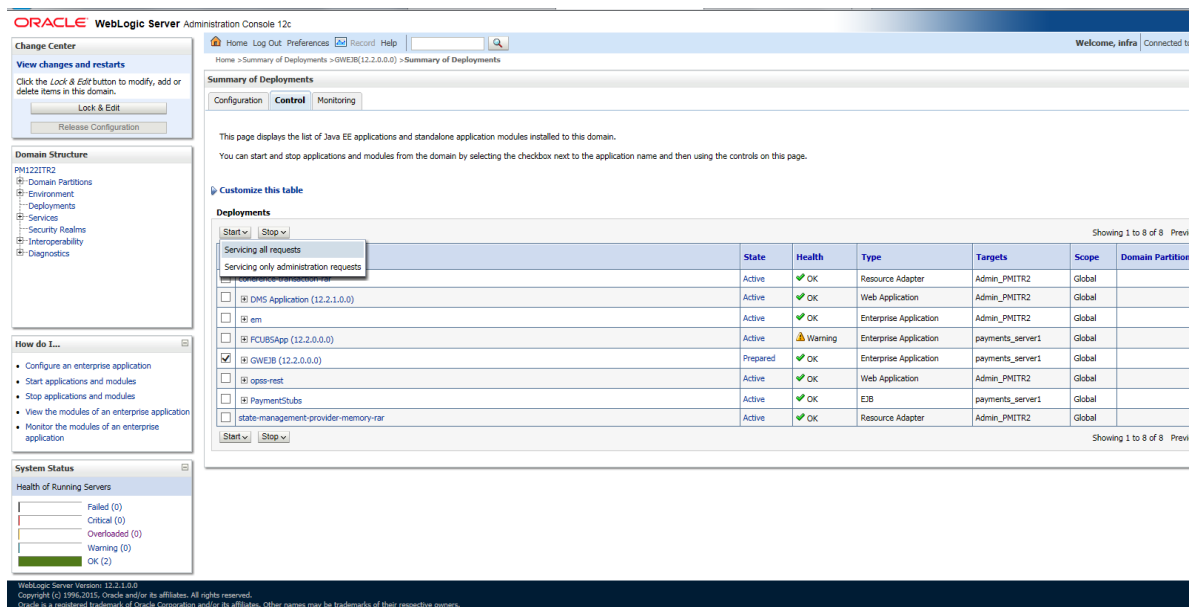 ORACLE WebLogic Server Administration Console 12c
Change Center
View changes and restarts
Click the Lock & Edit button to modify, add or
delete items in this domain.
Lock & Edit
Release Configuration
Domain Structure
PM122ITR2
Domain Partitions
Environment
Deployments
Services
Security Realms
Interoperability
Diagnostics
How do I...
Configure an enterprise application
Start applications and modules
Stop applications and modules
View the modules of an enterprise application
Monitor the modules of an enterprise
application
System Status
Health of Running Servers
Failed (0)
Critical (0)
Overloaded (0)
Warning (0)
OK (2)
Home Log Out Preferences Record Help
Welcome, infra Connected to
Home >Summary of Deployments >GWEJB(12.2.0.0.0) >Summary of Deployments
Summary of Deployments
Configuration Control Monitoring
This page displays the list of Java EE applications and standalone application modules installed to this domain.
You can start and stop applications and modules from the domain by selecting the checkbox next to the application name and then using the controls on this page.
Customize this table
Deployments
Start Stop Showing 1 to 8 of 8 Previ
Servicing all requests
Servicing only administration requests
State Health Type Targets Scope Domain Partition
coherence-transaction-rar Active OK Resource Adapter Admin_PMITR2 Global
DMS Application (12.2.1.0.0) Active OK Web Application Admin_PMITR2 Global
em Active OK Enterprise Application Admin_PMITR2 Global
FCUBSApp (12.2.0.0.0) Active Warning Enterprise Application payments_server1 Global
GWEJB (12.2.0.0.0) Prepared OK Enterprise Application payments_server1 Global
opss-rest Active OK Web Application Admin_PMITR2 Global
PaymentStubs Active OK EJB payments_server1 Global
state-management-provider-memory-rar Active OK Resource Adapter Admin_PMITR2 Global
Start Stop Showing 1 to 8 of 8 Previ
WebLogic Server Version: 12.2.1.0.0
Copyright (c) 1996,2015, Oracle and/or its affiliates. All rights reserved.
Oracle is a registered trademark of Oracle Corporation and/or its affiliates. Other names may be trademarks of their respective owners.